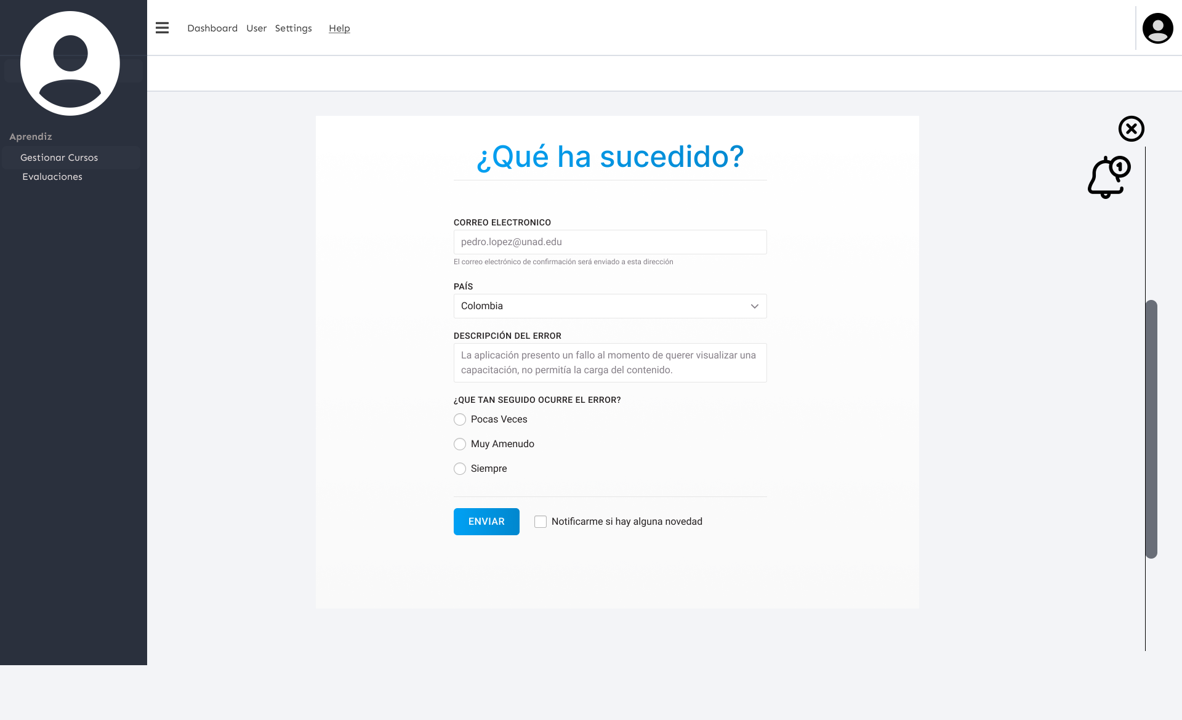 Dashboard User Settings Help
Aprendiz
Gestionar Cursos
Evaluaciones
¿Qué ha sucedido?
1
CORREO ELECTRONICO
pedro.lopez@unad.edu
El correo electrónico de confirmación será enviado a esta dirección
PAÍS
Colombia
DESCRIPCIÓN DEL ERROR
La aplicación presento un fallo al momento de querer visualizar una
capacitación, no permitía la carga del contenido.
¿QUE TAN SEGUIDO OCURRE EL ERROR?
Pocas Veces
Muy Amenudo
Siempre
ENVIAR Notificarme si hay alguna novedad